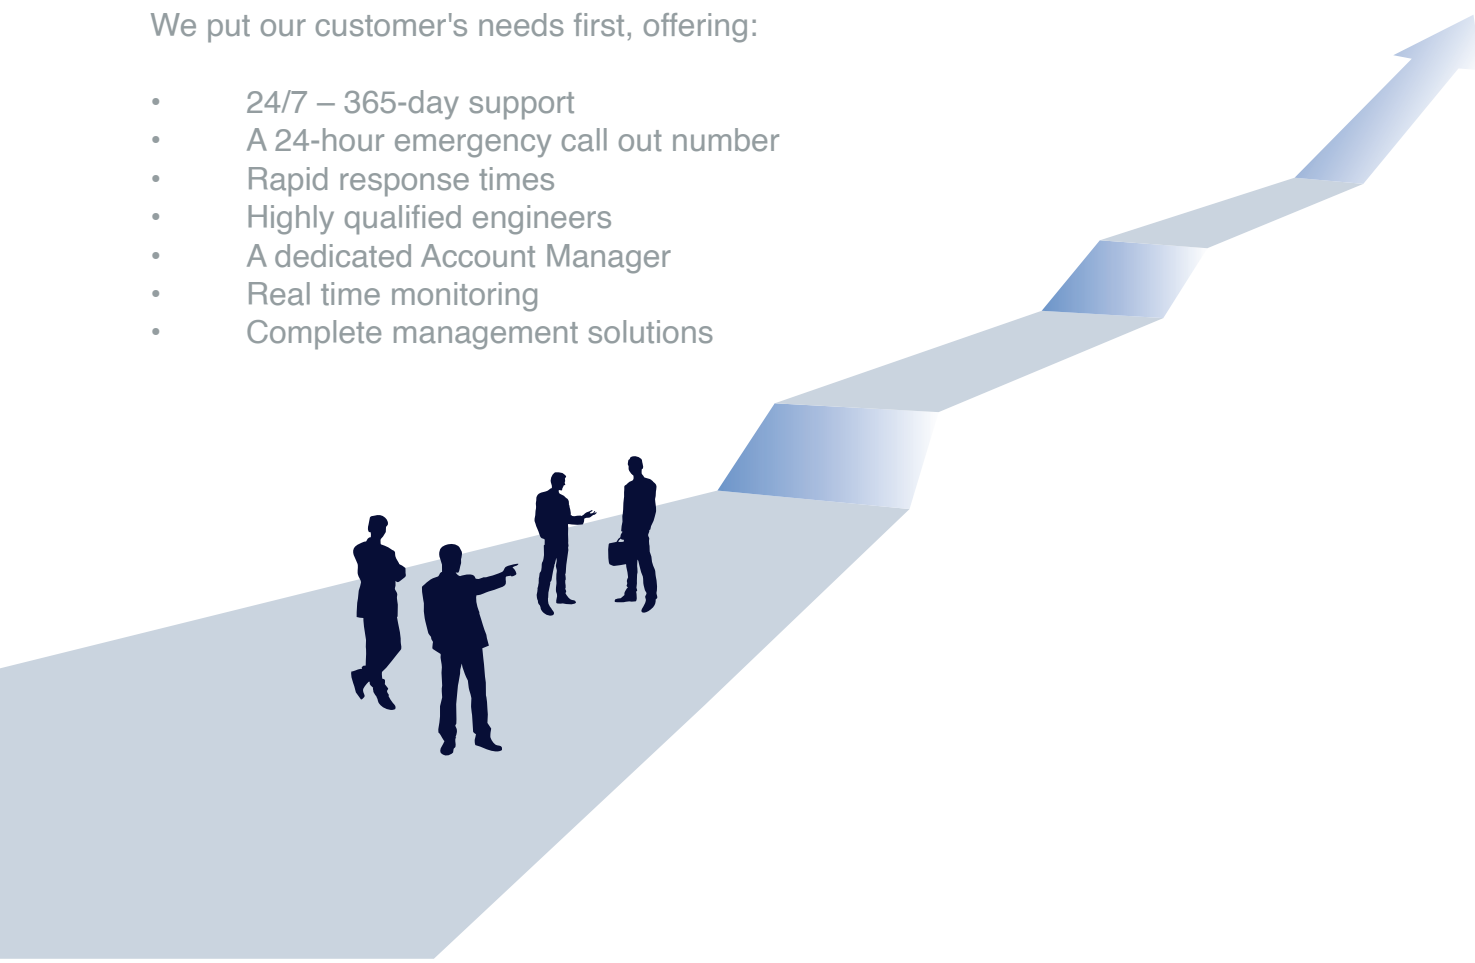 We put our customer's needs first, offering:
• 24/7 – 365-day support
• A 24-hour emergency call out number
• Rapid response times
• Highly qualified engineers
• A dedicated Account Manager
• Real time monitoring
• Complete management solutions